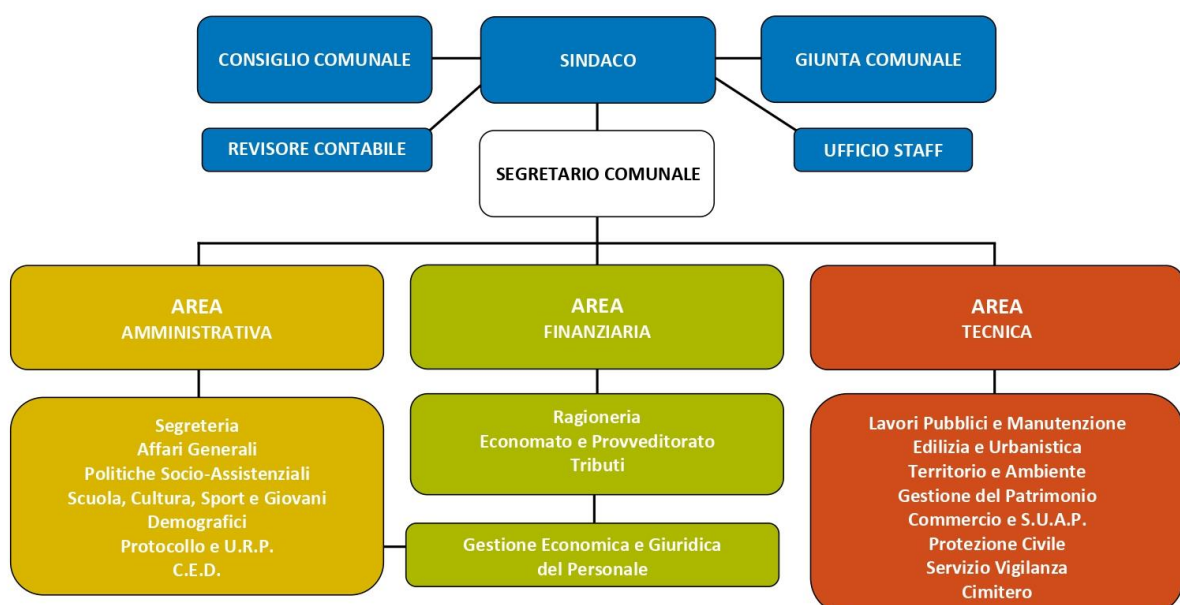 CONSIGLIO COMUNALE
SINDACO
GIUNTA COMUNALE
REVISORE CONTABILE
UFFICIO STAFF
SEGRETARIO COMUNALE
AREA
AMMINISTRATIVA
AREA
FINANZIARIA
AREA
TECNICA
Segreteria
Affari Generali
Politiche Socio-Assistenziali
Scuola, Cultura, Sport e Giovani
Demografici
Protocollo e U.R.P.
C.E.D.
Ragioneria
Economato e Provveditorato
Tributi
Gestione Economica e Giuridica
del Personale
Lavori Pubblici e Manutenzione
Edilizia e Urbanistica
Territorio e Ambiente
Gestione del Patrimonio
Commercio e S.U.A.P.
Protezione Civile
Servizio Vigilanza
Cimitero